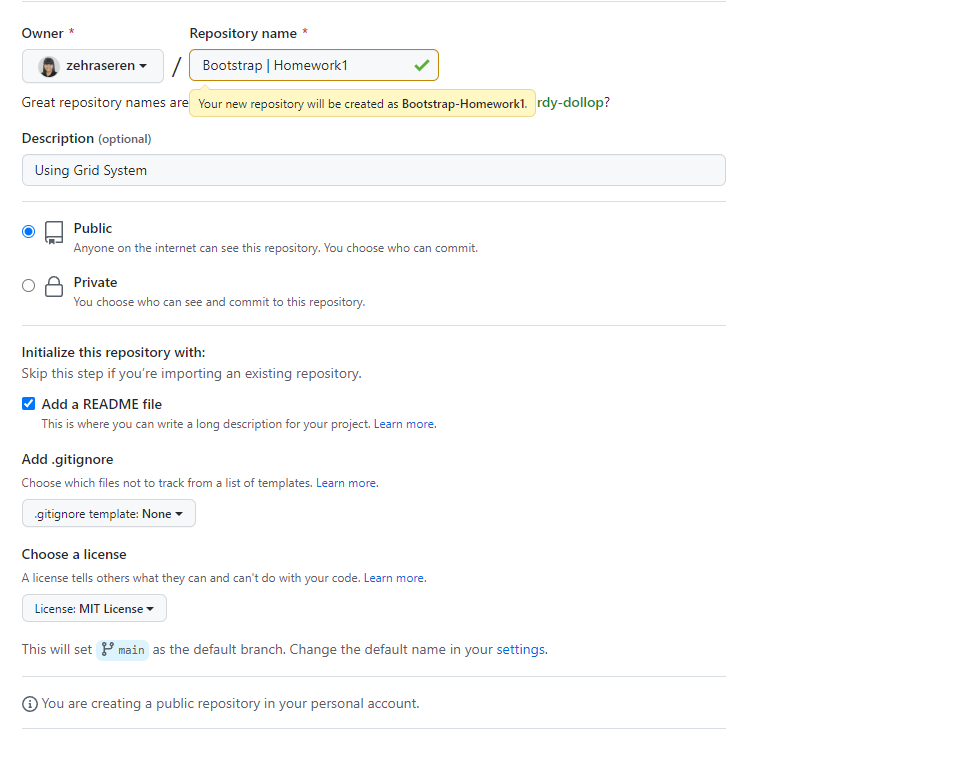 Owner *
Repository name *
zehraseren
/
Bootstrap | Homework1
Great repository names are
Your new repository will be created as Bootstrap-Homework1.
rdy-dollop?
Description (optional)
Using Grid System
Public
Anyone on the internet can see this repository. You choose who can commit.
Private
You choose who can see and commit to this repository.
Initialize this repository with:
Skip this step if you're importing an existing repository.
Add a README file
This is where you can write a long description for your project. Learn more.
Add .gitignore
Choose which files not to track from a list of templates. Learn more.
.gitignore template: None
Choose a license
A license tells others what they can and can't do with your code. Learn more.
License: MIT License
This will set main as the default branch. Change the default name in your settings.
You are creating a public repository in your personal account.